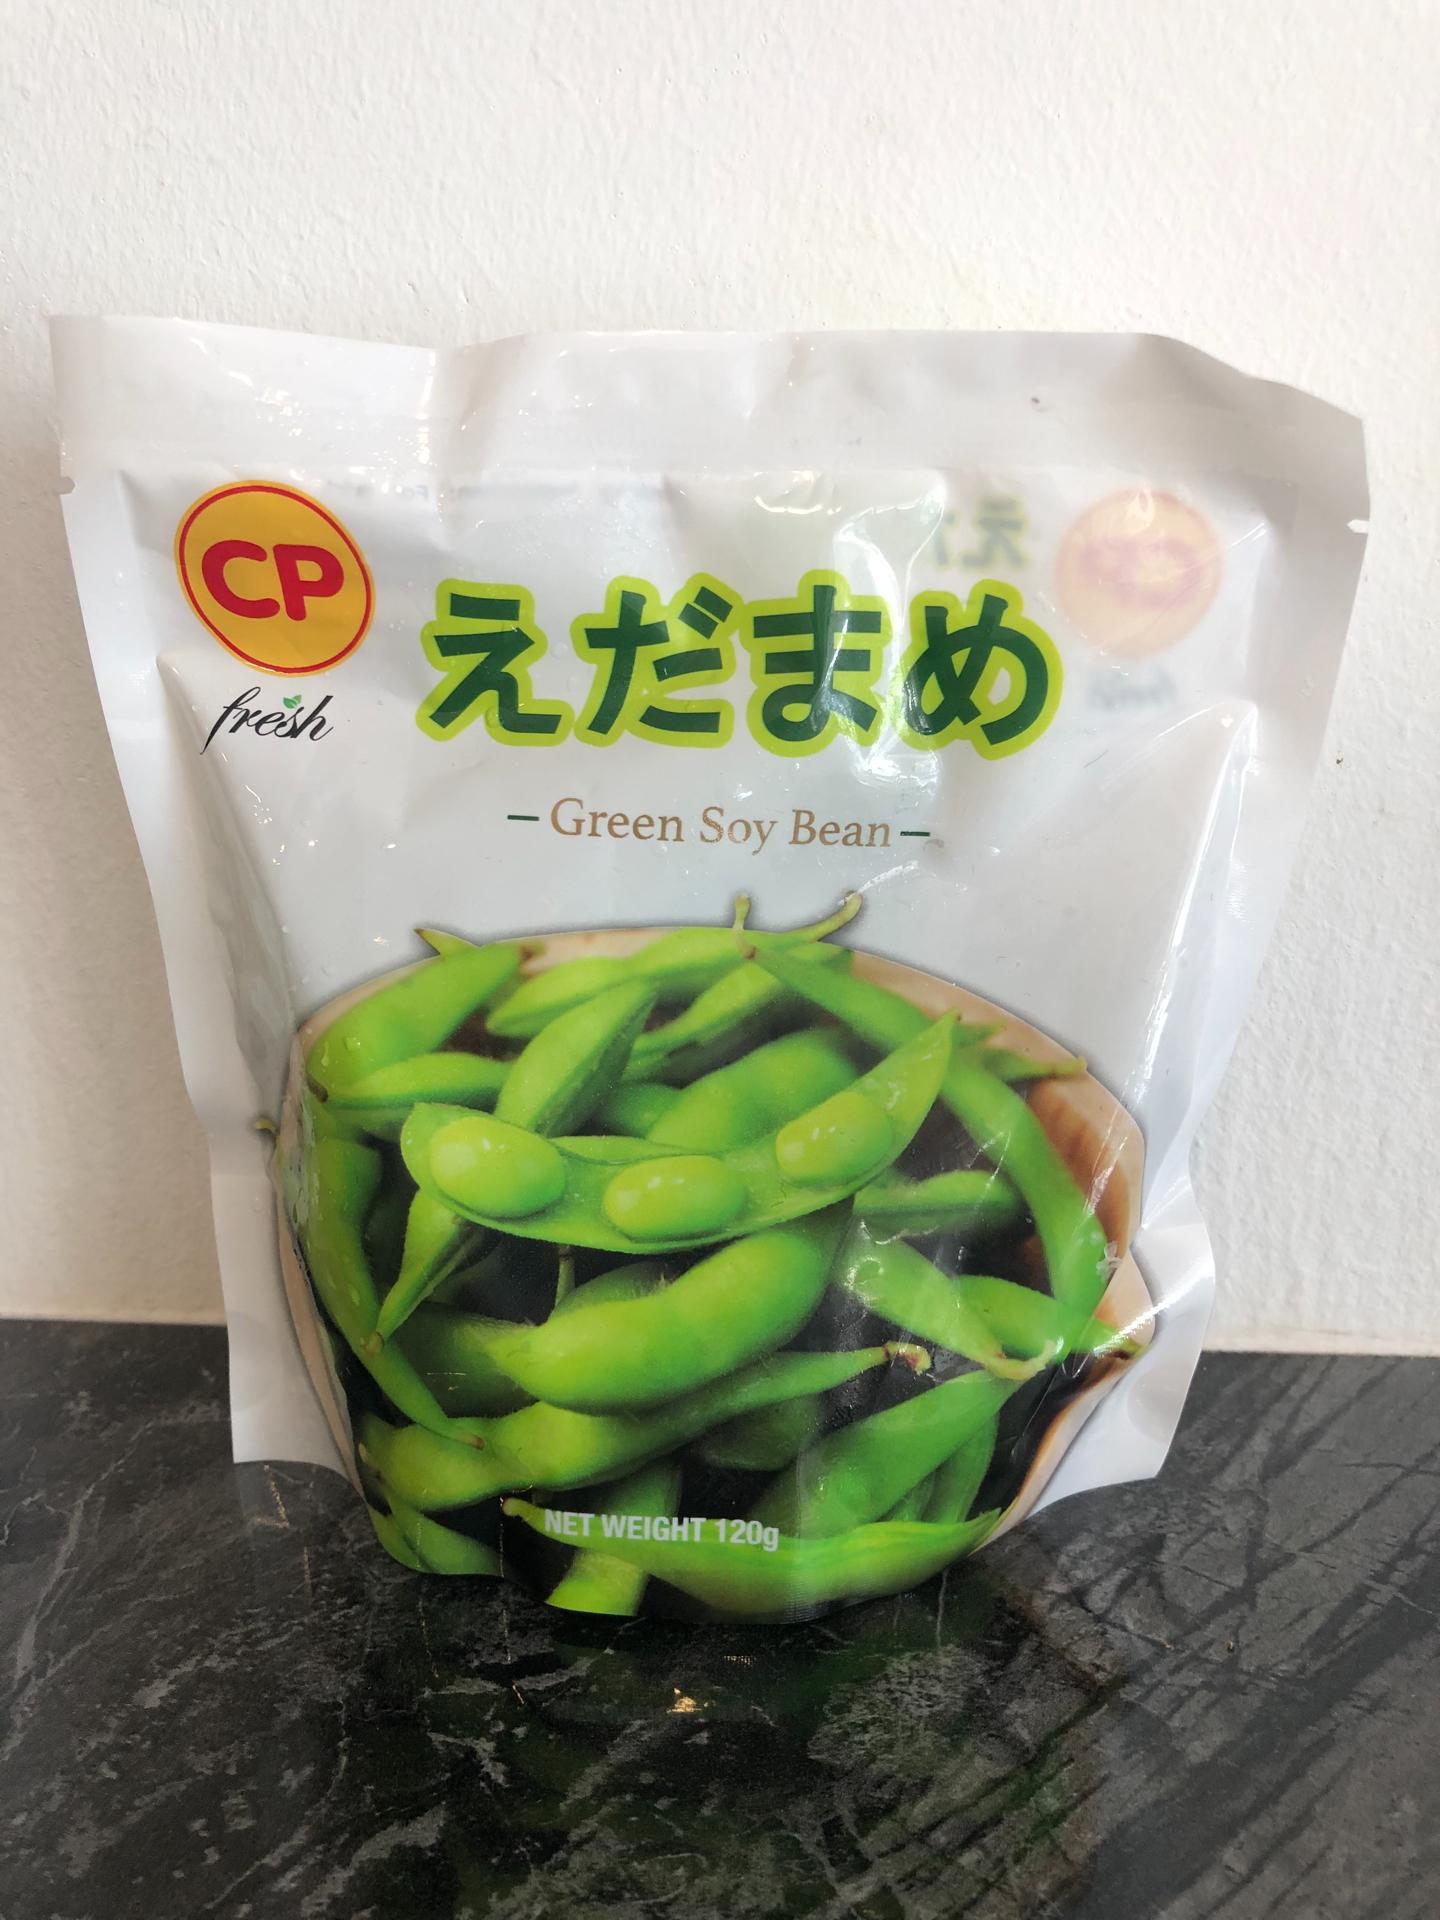 CP
fresh
えだまめ
Green Soy Bean
NET WEIGHT 120g